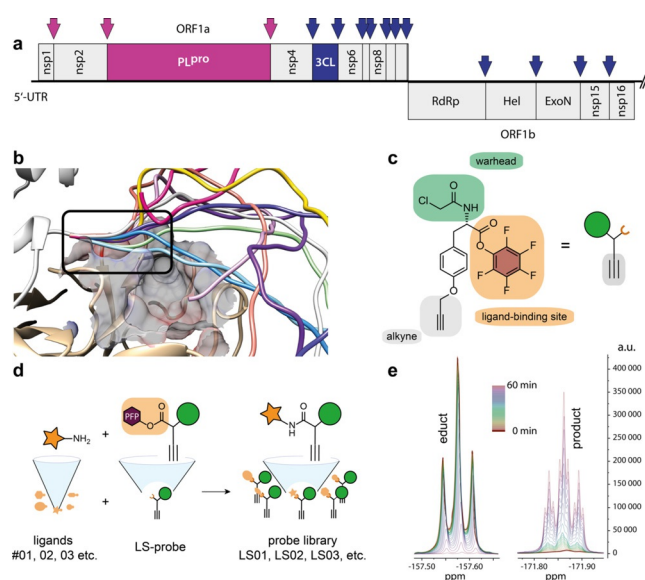 a
ORF1a
nsp1
nsp2
PLpro
nsp4
3CL
nsp6
nsp8
5'-UTR
RdRp
Hel
ExoN
nsp15
nsp16
ORF1b
b
c
warhead
Cl
O
NH
O
O
F
F
F
F
F
O
alkyne
ligand-binding site
=
d
NH2
+
PFP
O
O
O
N
H
+
ligands
#01, 02, 03 etc.
LS-probe
probe library
LS01, LS02, LS03, etc.
e
a.u.
60 min
0 min
educt
product
400 000
350 000
300 000
250 000
200 000
150 000
100 000
50 000
0
-157.50
-157.60
-171.80
-171.90
ppm
ppm